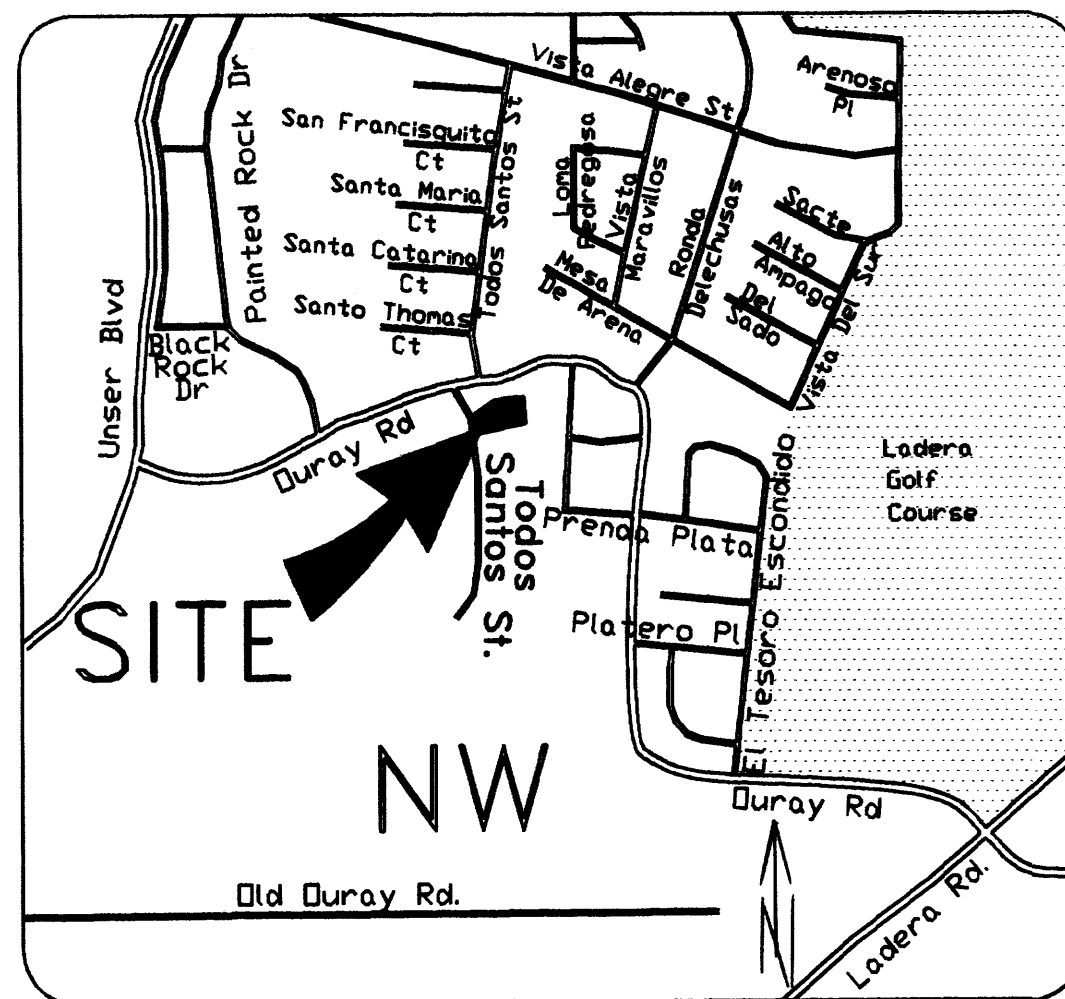 Vista Alegre St
Arenoso
Pl
Painted Rock Dr
San Francisquito
Ct
Todos Santos St
Santa Maria
Ct
Santa Catarina
Ct
Santo Thomas
Ct
Loma
Pedregosa
Vista
Maravillos
Ronda
Delechusas
Sacte
Alto
Ampago
Del
Sado
Vista Del Sur
Mesa
De Arena
Unser Blvd
Black
Rock
Dr
Ouray Rd
Todos
Santos St.
Ladera
Golf
Course
Prenda Plata
El Tesoro Escondido
Platero Pl
SITE
NW
Ouray Rd
N
Old Ouray Rd.
Ladera Rd.